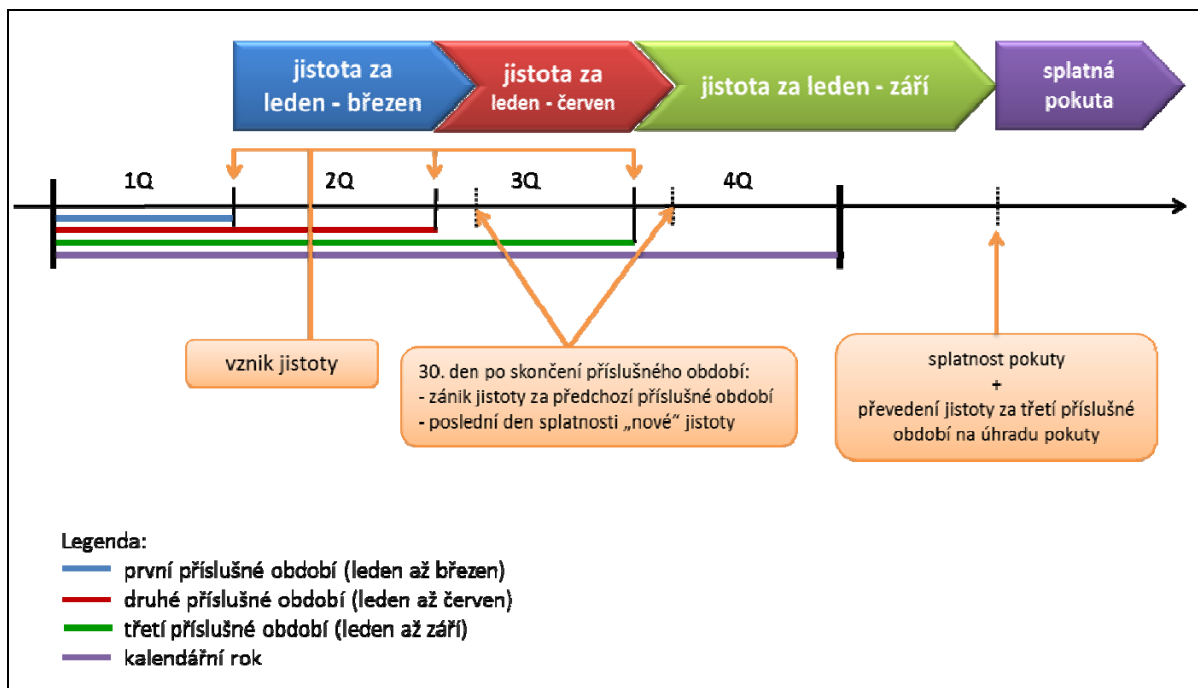 jistota za
leden - březen
jistota za
leden - červen
jistota za leden - září
splatná
pokuta
1Q
2Q
3Q
4Q
vznik jistoty
30. den po skončení příslušného období:
- zánik jistoty za předchozí příslušné období
- poslední den splatnosti „nové“ jistoty
splatnost pokuty
+
převedení jistoty za třetí příslušné
období na úhradu pokuty
Legenda:
první příslušné období (leden až březen)
druhé příslušné období (leden až červen)
třetí příslušné období (leden až září)
kalendářní rok